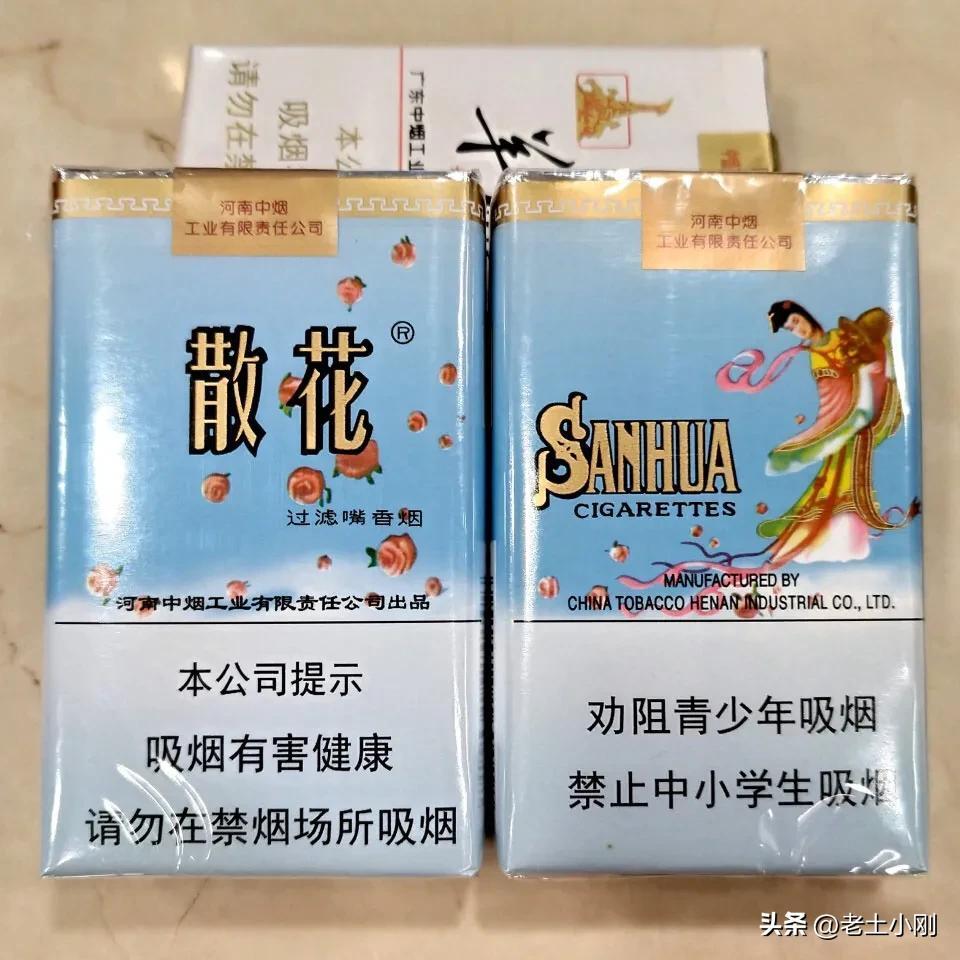 请勿在禁
吸烟
本公
广东中烟工业
羊
河南中烟
工业有限责任公司
散花®
过滤嘴香烟
河南中烟工业有限责任公司出品
本公司提示
吸烟有害健康
请勿在禁烟场所吸烟
河南中烟
工业有限责任公司
SANHUA
CIGARETTES
MANUFACTURED BY
CHINA TOBACCO HENAN INDUSTRIAL CO., LTD.
劝阻青少年吸烟
禁止中小学生吸烟
头条 @老土小刚